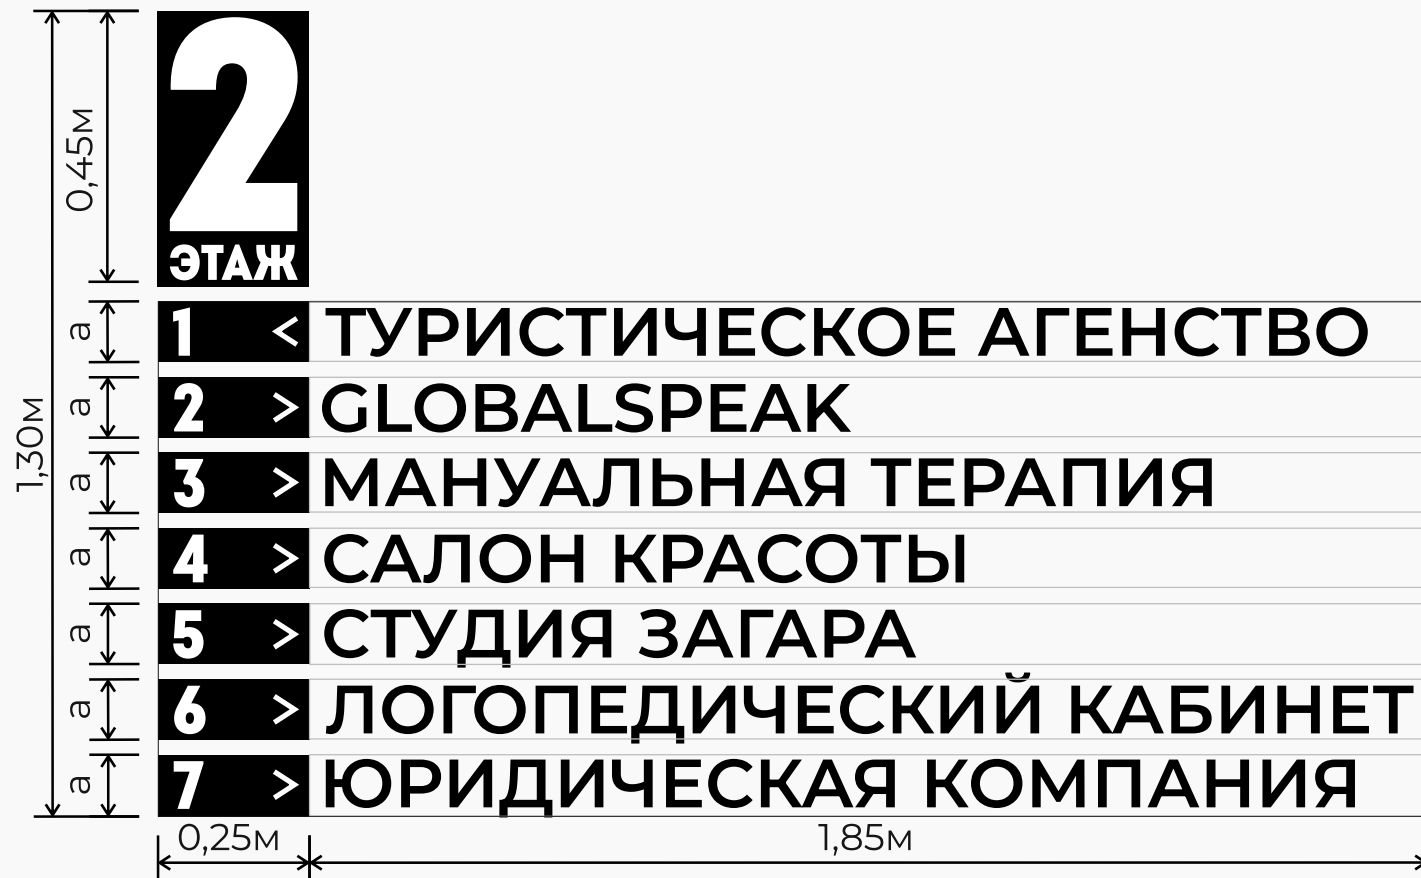 0,45м
2
ЭТАЖ
1,30м
а 1 < ТУРИСТИЧЕСКОЕ АГЕНСТВО
а 2 > GLOBALSPEAK
а 3 > МАНУАЛЬНАЯ ТЕРАПИЯ
а 4 > САЛОН КРАСОТЫ
а 5 > СТУДИЯ ЗАГАРА
а 6 > ЛОГОПЕДИЧЕСКИЙ КАБИНЕТ
а 7 > ЮРИДИЧЕСКАЯ КОМПАНИЯ
0,25м 1,85м